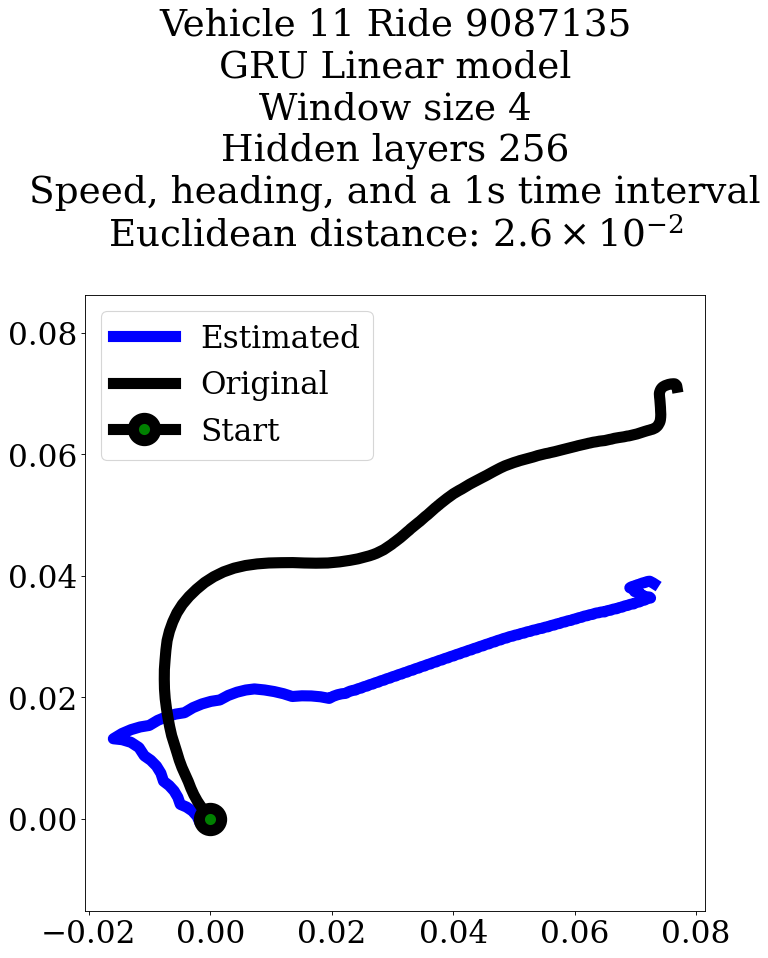 Vehicle 11 Ride 9087135
GRU Linear model
Window size 4
Hidden layers 256
Speed, heading, and a 1s time interval
Euclidean distance: 2.6 × 10⁻²
Estimated
Original
Start
0.08
0.06
0.04
0.02
0.00
−0.02 0.00 0.02 0.04 0.06 0.08